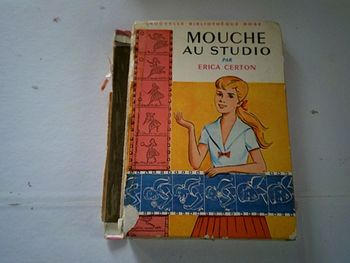 NOUVELLE BIBLIOTHÈQUE ROSE
MOUCHE
AU STUDIO
PAR
ERICA CERTON